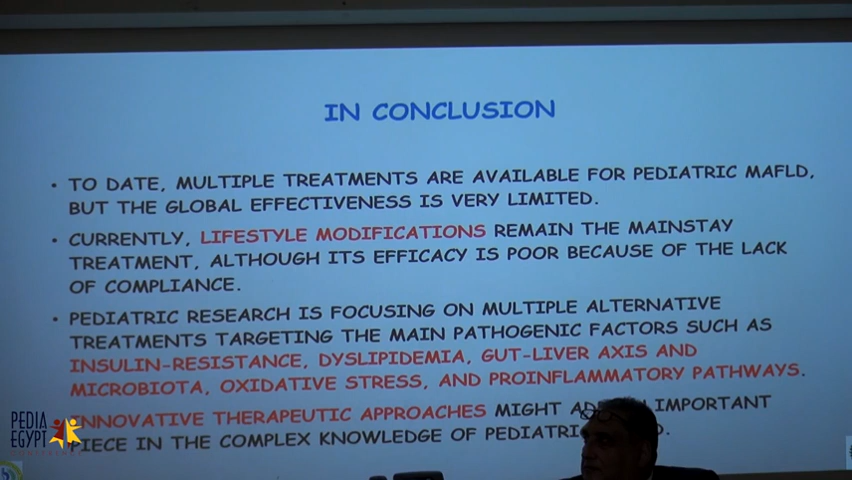 IN CONCLUSION
• TO DATE, MULTIPLE TREATMENTS ARE AVAILABLE FOR PEDIATRIC MAFLD,
BUT THE GLOBAL EFFECTIVENESS IS VERY LIMITED.
• CURRENTLY, LIFESTYLE MODIFICATIONS REMAIN THE MAINSTAY
TREATMENT, ALTHOUGH ITS EFFICACY IS POOR BECAUSE OF THE LACK
OF COMPLIANCE.
• PEDIATRIC RESEARCH IS FOCUSING ON MULTIPLE ALTERNATIVE
TREATMENTS TARGETING THE MAIN PATHOGENIC FACTORS SUCH AS
INSULIN-RESISTANCE, DYSLIPIDEMIA, GUT-LIVER AXIS AND
MICROBIOTA, OXIDATIVE STRESS, AND PROINFLAMMATORY PATHWAYS.
INNOVATIVE THERAPEUTIC APPROACHES MIGHT IMPORTANT
PIECE IN THE COMPLEX KNOWLEDGE OF
PEDIA
EGYPT